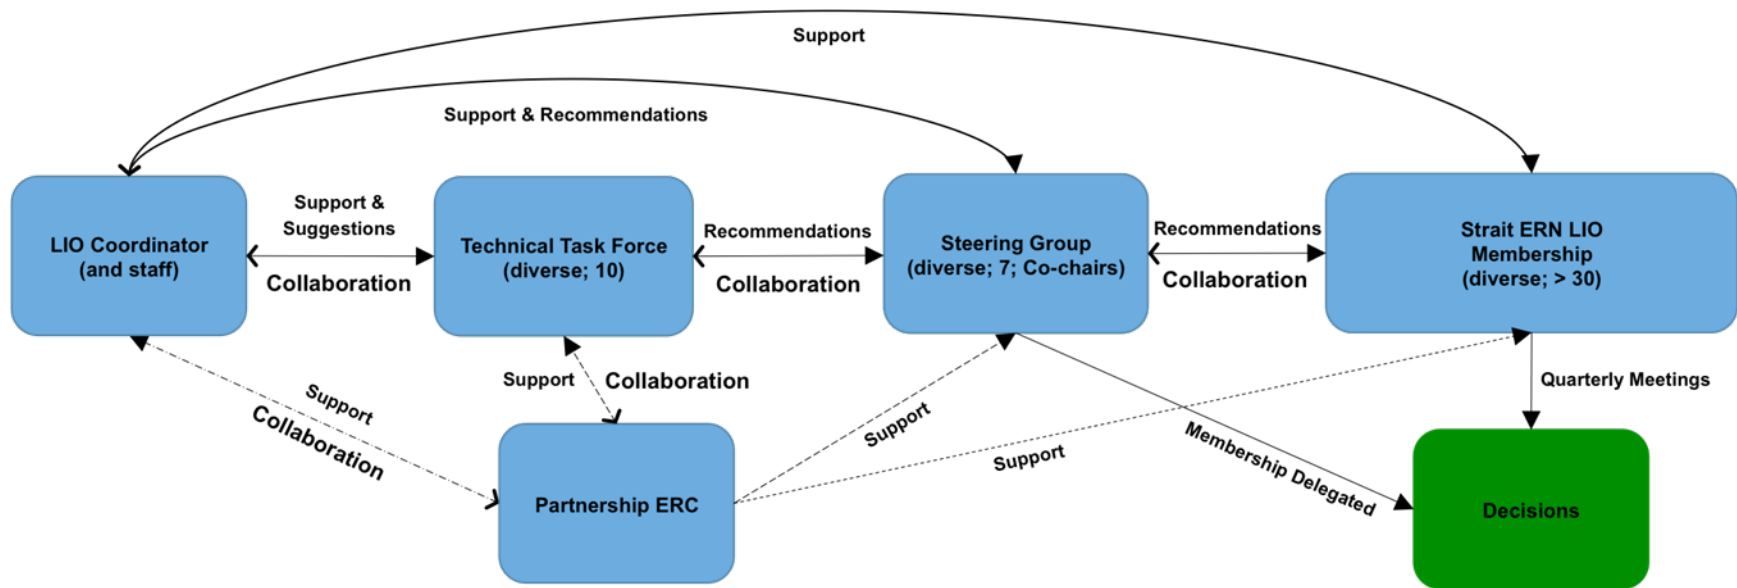 Support
Support & Recommendations
LIO Coordinator
(and staff)
Support &
Suggestions
Collaboration
Technical Task Force
(diverse; 10)
Recommendations
Collaboration
Steering Group
(diverse; 7; Co-chairs)
Recommendations
Collaboration
Strait ERN LIO
Membership
(diverse; > 30)
Support
Collaboration
Support
Collaboration
Support
Support
Membership Delegated
Quarterly Meetings
Partnership ERC
Decisions